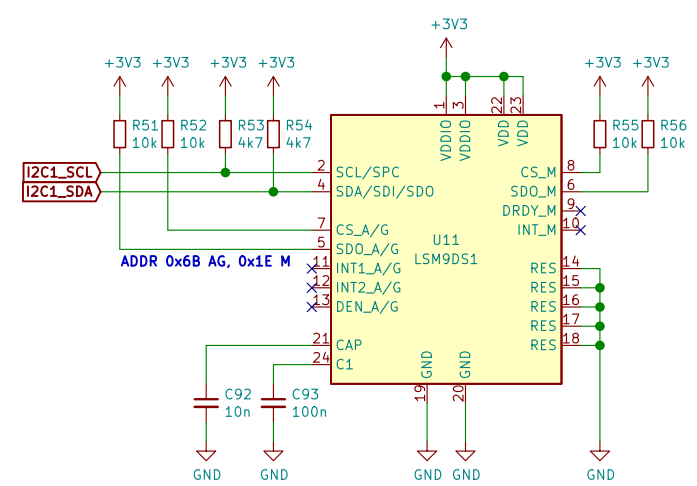 +3V3
+3V3 +3V3 +3V3 +3V3 +3V3 +3V3
1 3 22 23
VDDIO VDDIO VDD VDD
R51 10k
R52 10k
R53 4k7
R54 4k7
R55 10k
R56 10k
I2C1_SCL
I2C1_SDA
2 SCL/SPC
4 SDA/SDI/SDO
7 CS_A/G
5 SDO_A/G
ADDR 0x6B AG, 0x1E M
11 INT1_A/G
12 INT2_A/G
13 DEN_A/G
21 CAP
24 C1
U11
LSM9DS1
CS_M 8
SDO_M 6
DRDY_M 9
INT_M 10
RES 14
RES 15
RES 16
RES 17
RES 18
GND GND
19 20
C92 10n
C93 100n
GND GND GND GND GND